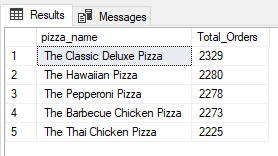 Results Messages
pizza_name Total_Orders
1 The Classic Deluxe Pizza 2329
2 The Hawaiian Pizza 2280
3 The Pepperoni Pizza 2278
4 The Barbecue Chicken Pizza 2273
5 The Thai Chicken Pizza 2225